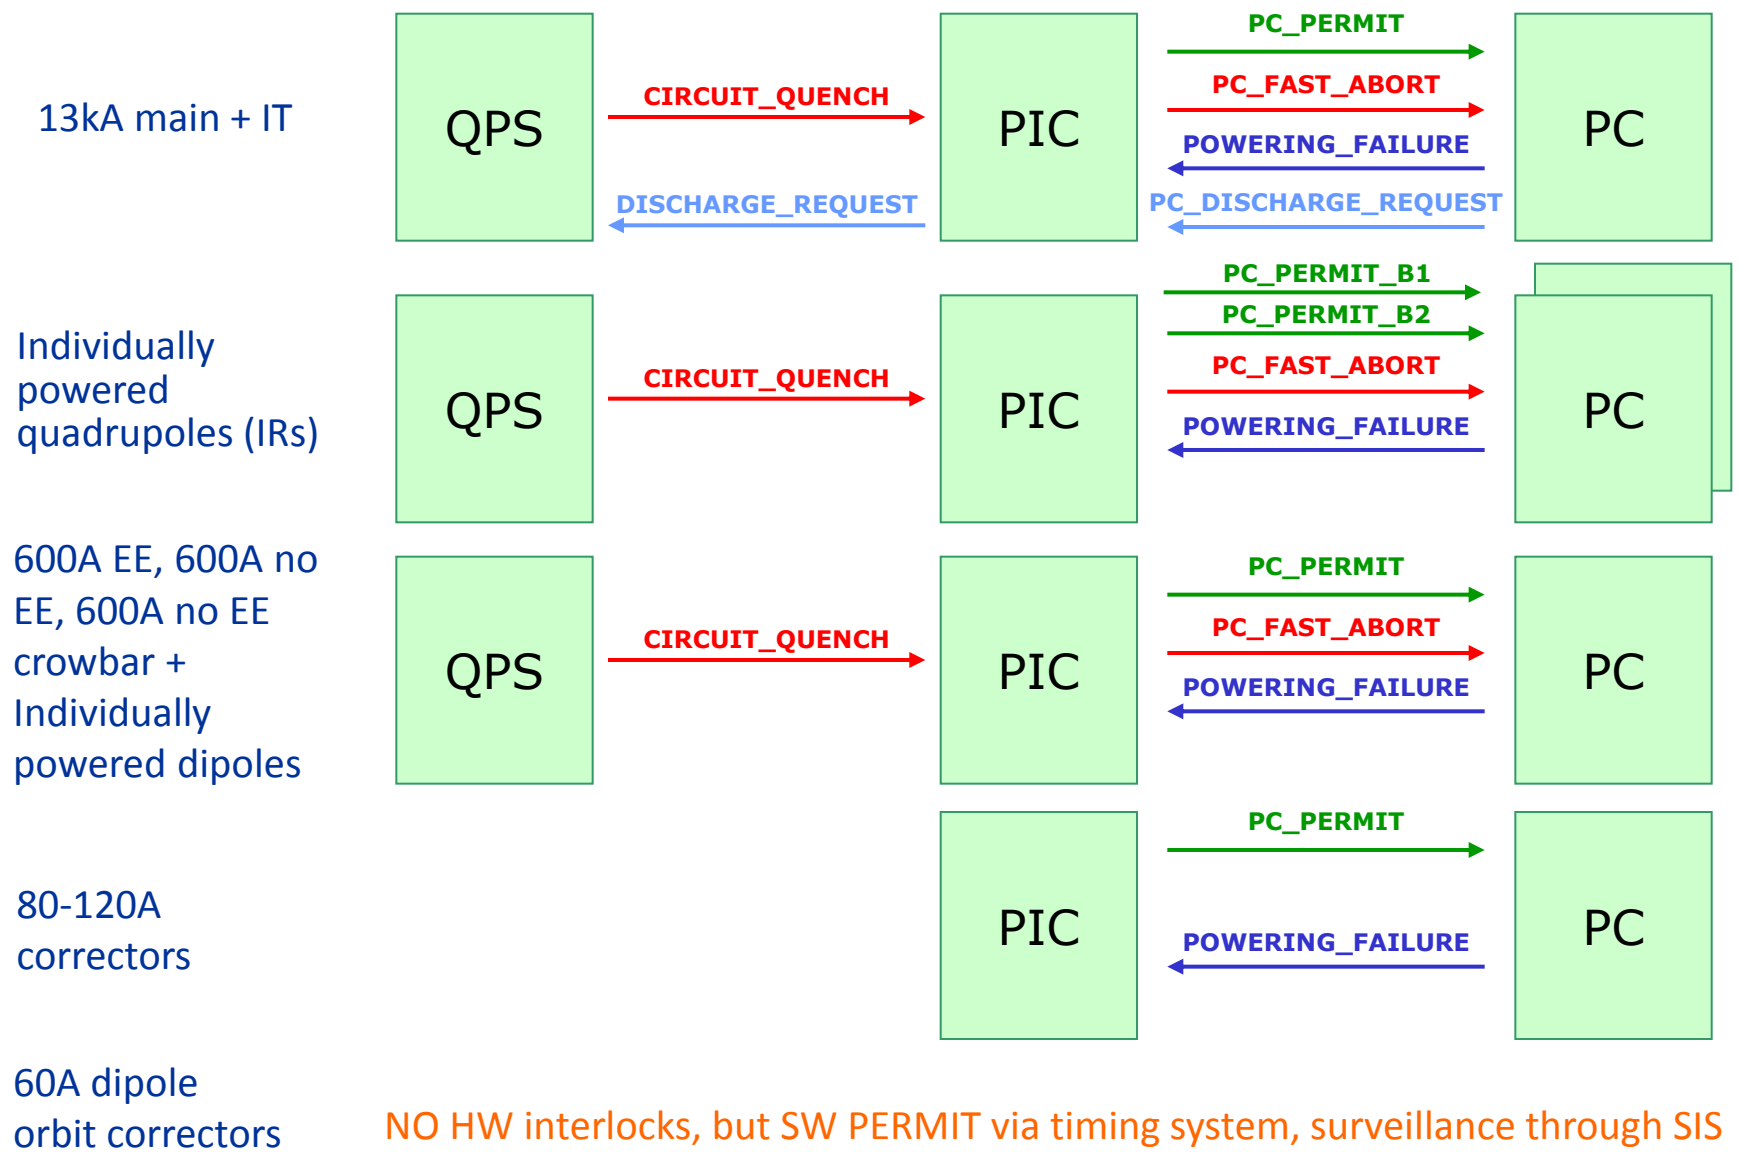 13kA main + IT
QPS
CIRCUIT_QUENCH
DISCHARGE_REQUEST
PIC
PC_PERMIT
PC_FAST_ABORT
POWERING_FAILURE
PC_DISCHARGE_REQUEST
PC
Individually
powered
quadrupoles (IRs)
QPS
CIRCUIT_QUENCH
PIC
PC_PERMIT_B1
PC_PERMIT_B2
PC_FAST_ABORT
POWERING_FAILURE
PC
600A EE, 600A no
EE, 600A no EE
crowbar +
Individually
powered dipoles
QPS
CIRCUIT_QUENCH
PIC
PC_PERMIT
PC_FAST_ABORT
POWERING_FAILURE
PC
80-120A
correctors
PIC
PC_PERMIT
POWERING_FAILURE
PC
60A dipole
orbit correctors
NO HW interlocks, but SW PERMIT via timing system, surveillance through SIS